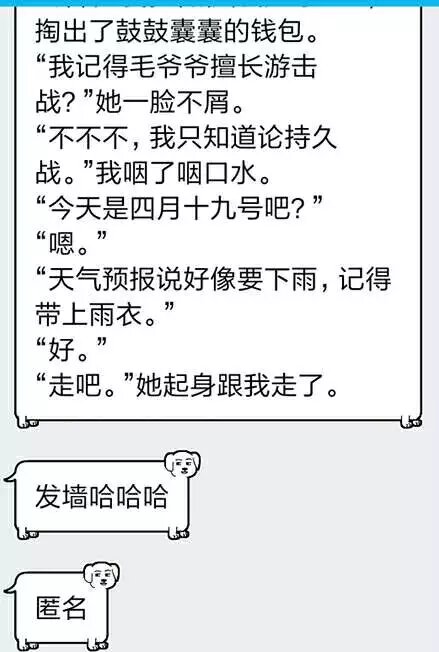 掏出了鼓鼓囊囊的钱包。
“我记得毛爷爷擅长游击
战？”她一脸不屑。
“不不不，我只知道论持久
战。”我咽了咽口水。
“今天是四月十九号吧？”
“嗯。”
“天气预报说好像要下雨，记得
带上雨衣。”
“好。”
“走吧。”她起身跟我走了。
发墙哈哈哈
匿名